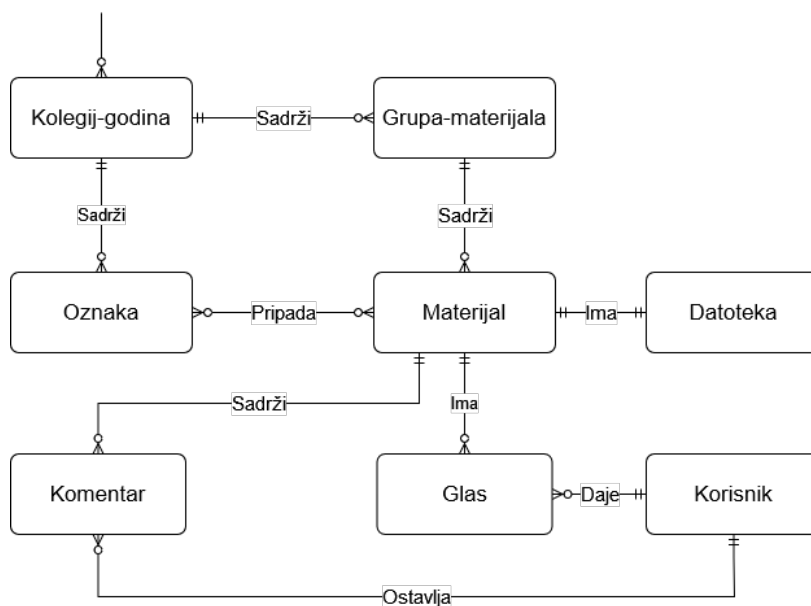 Kolegij-godina
Sadrži
Grupa-materijala
Sadrži
Sadrži
Oznaka
Pripada
Materijal
Ima
Datoteka
Sadrži
Ima
Komentar
Glas
Daje
Korisnik
Ostavlja